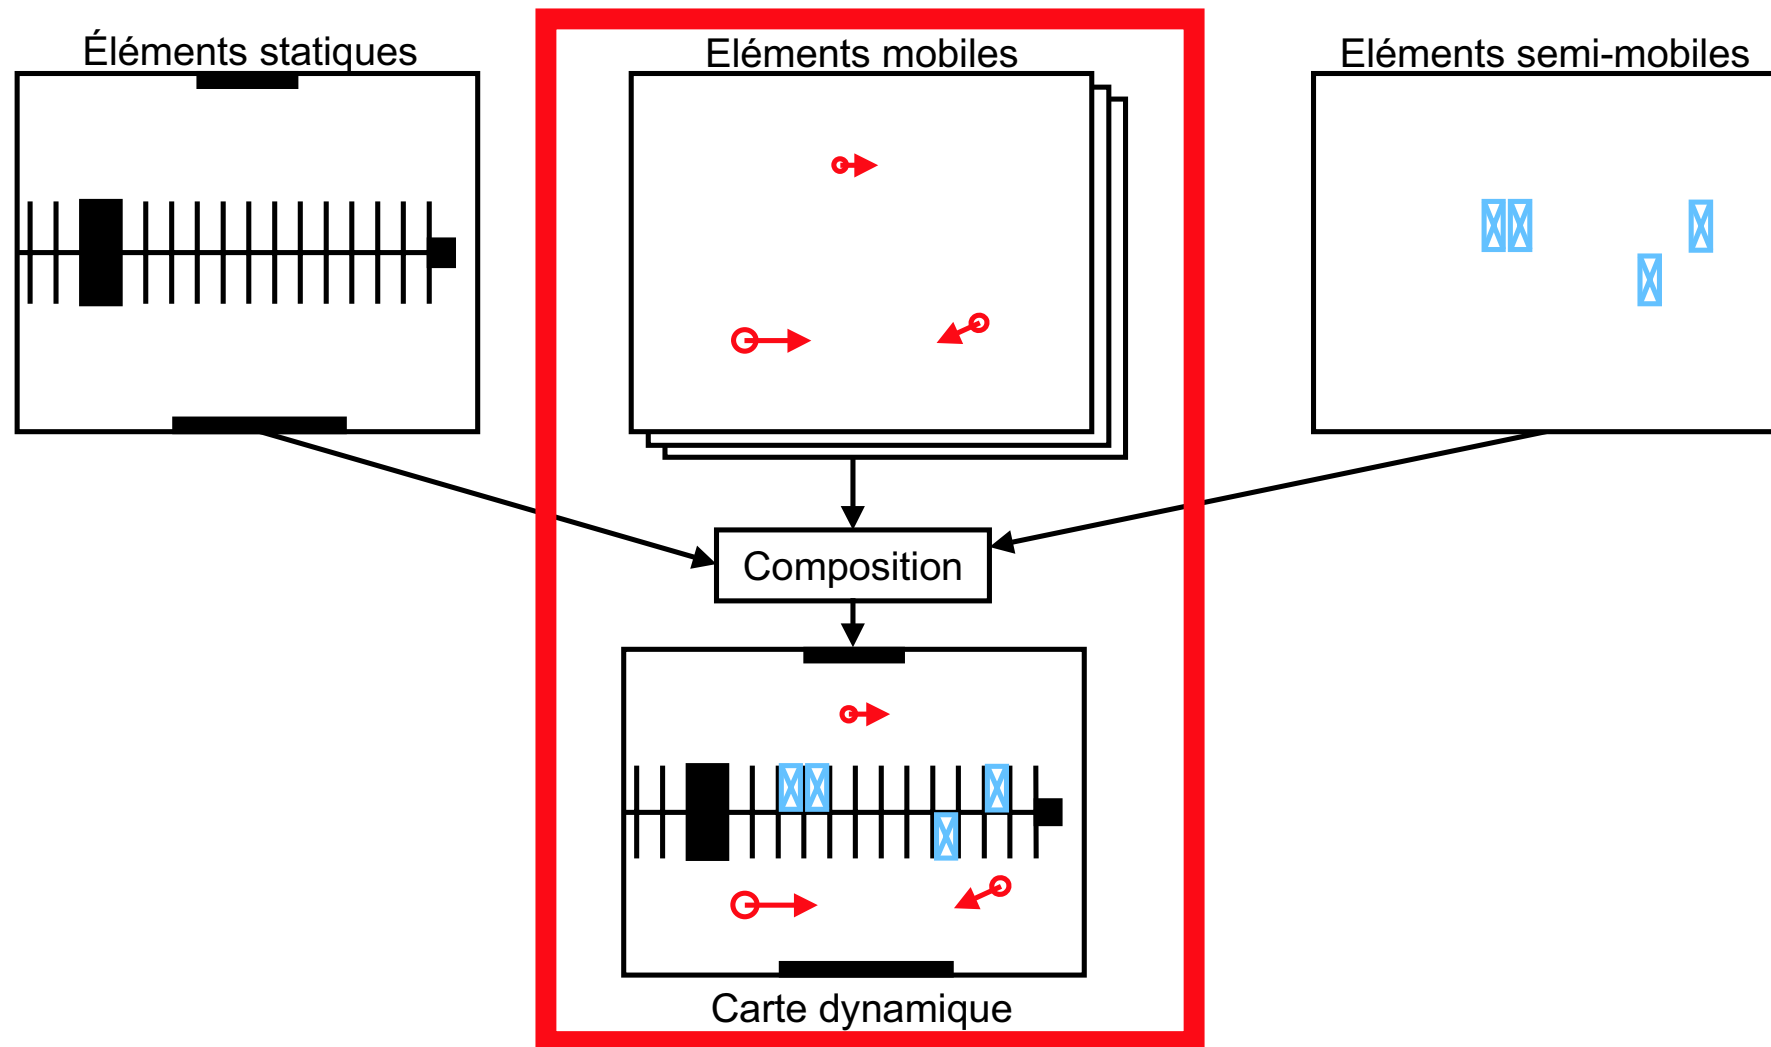 Éléments statiques
Eléments mobiles
Eléments semi-mobiles
Composition
Carte dynamique